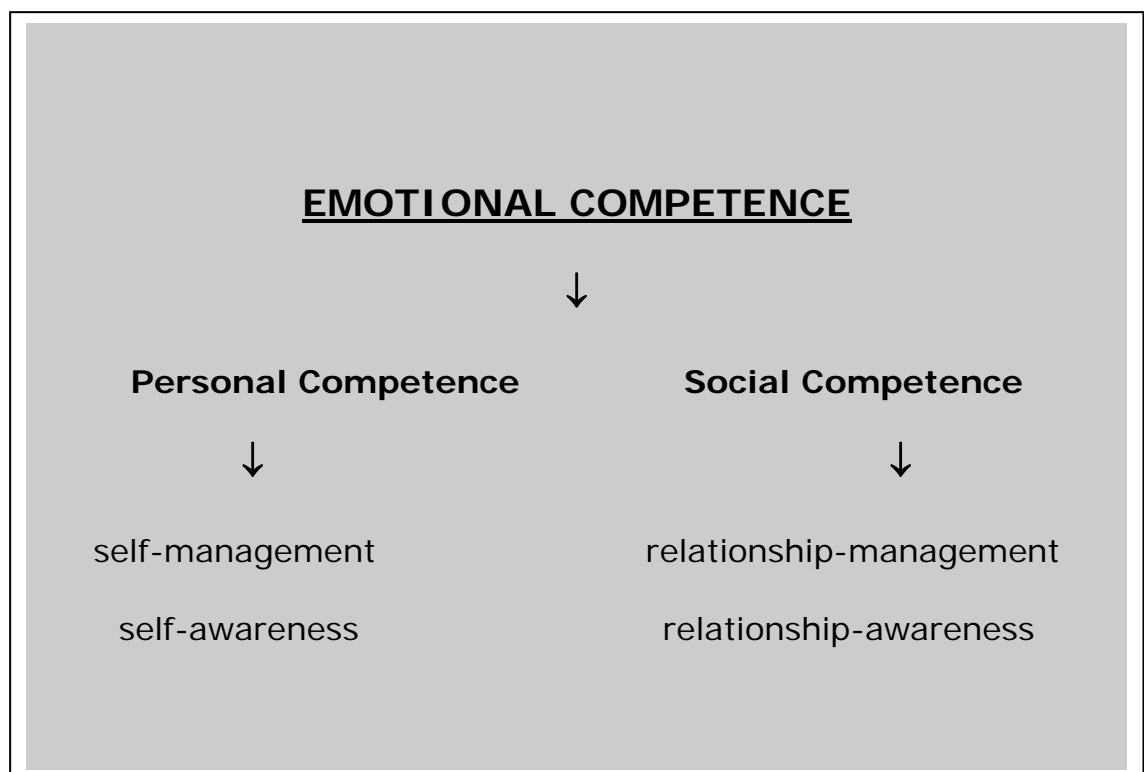 EMOTIONAL COMPETENCE
↓
Personal Competence Social Competence
↓ ↓
self-management relationship-management
self-awareness relationship-awareness